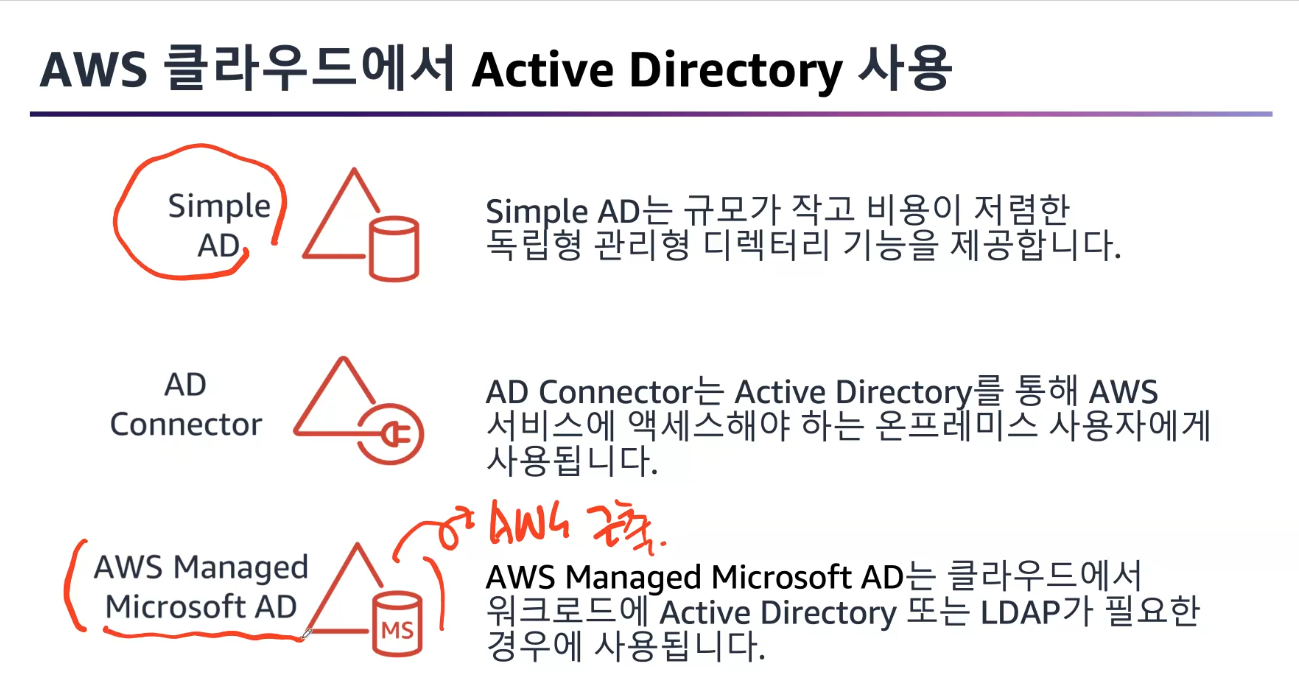 AWS 클라우드에서 Active Directory 사용
Simple
AD
Simple AD는 규모가 작고 비용이 저렴한
독립형 관리형 디렉터리 기능을 제공합니다.
AD
Connector
AD Connector는 Active Directory를 통해 AWS
서비스에 액세스해야 하는 온프레미스 사용자에게
사용됩니다.
AWS
AWS Managed
Microsoft AD
MS
AWS Managed Microsoft AD는 클라우드에서
워크로드에 Active Directory 또는 LDAP가 필요한
경우에 사용됩니다.